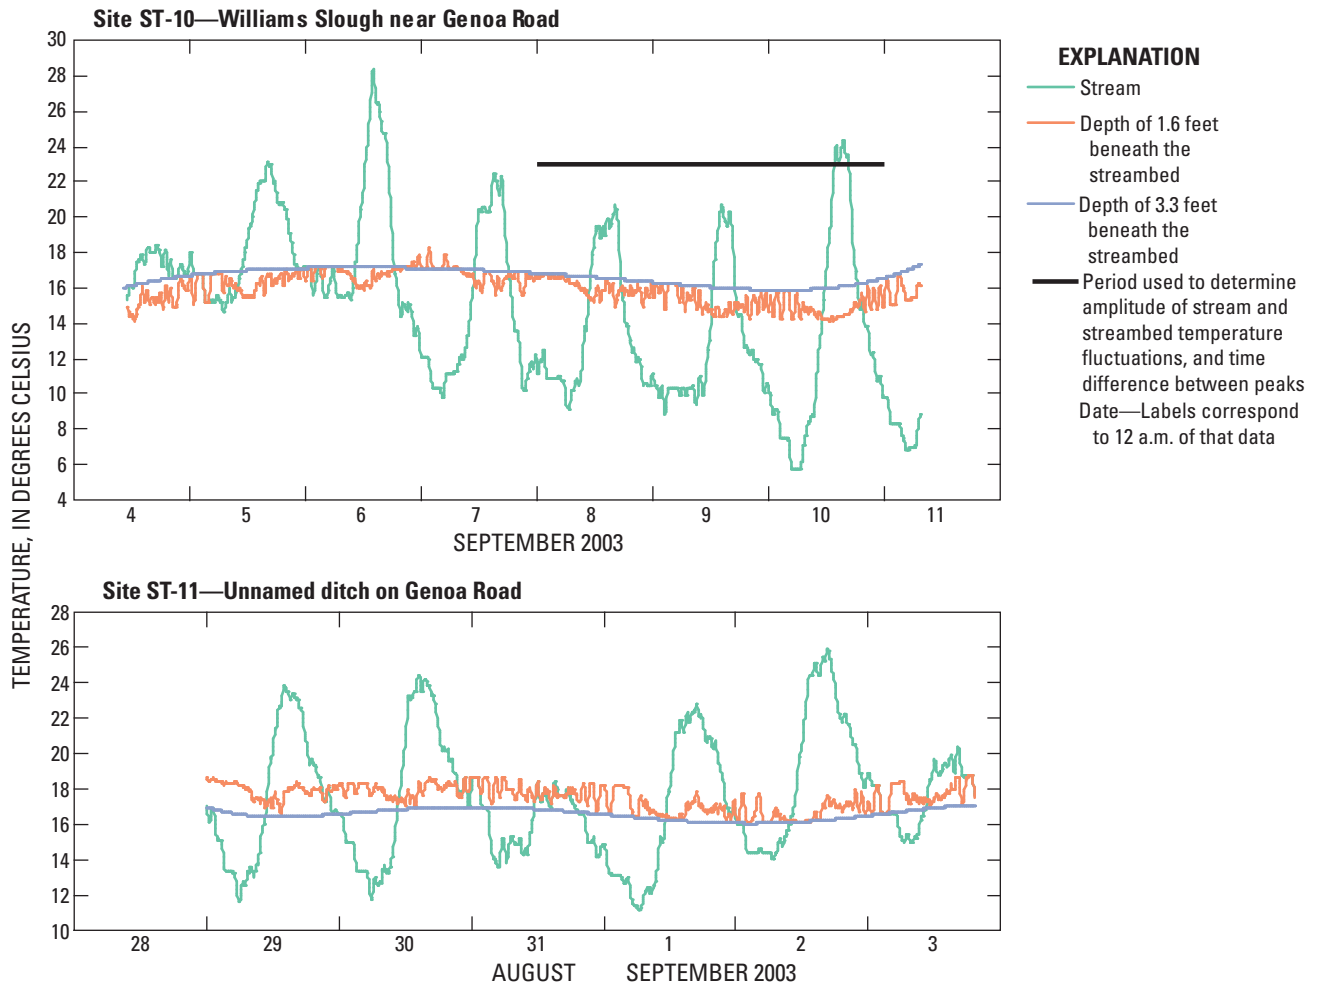 Site ST-10—Williams Slough near Genoa Road
30
28
26
24
22
20
18
16
14
12
10
8
6
4
4 5 6 7 8 9 10 11
SEPTEMBER 2003
EXPLANATION
Stream
Depth of 1.6 feet
beneath the
streambed
Depth of 3.3 feet
beneath the
streambed
Period used to determine
amplitude of stream and
streambed temperature
fluctuations, and time
difference between peaks
Date—Labels correspond
to 12 a.m. of that data
TEMPERATURE, IN DEGREES CELSIUS
Site ST-11—Unnamed ditch on Genoa Road
28
26
24
22
20
18
16
14
12
10
28 29 30 31 1 2 3
AUGUST SEPTEMBER 2003